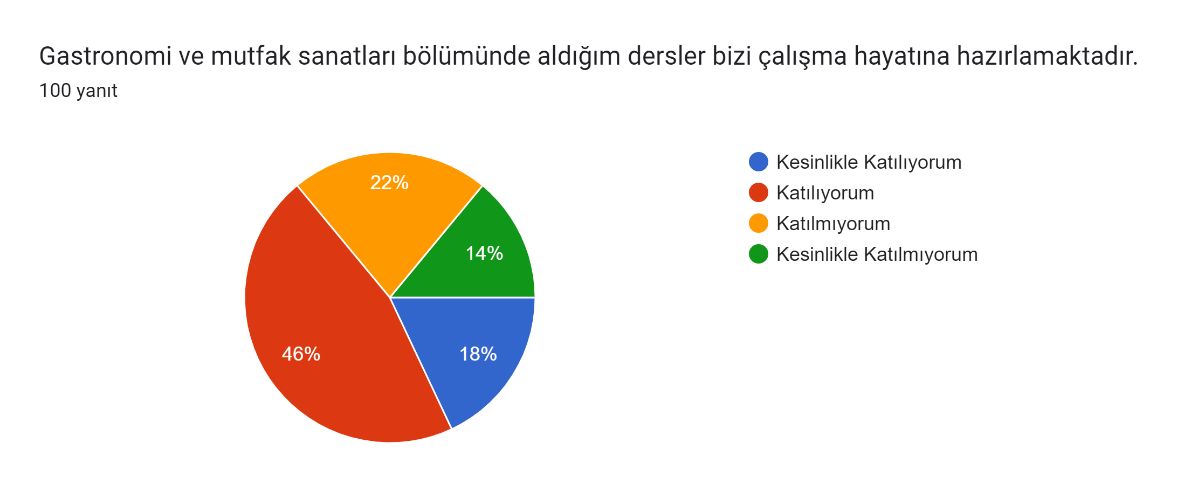 Gastronomi ve mutfak sanatları bölümünde aldığım dersler bizi çalışma hayatına hazırlamaktadır.
100 yanıt
22%
14%
46%
18%
Kesinlikle Katılıyorum
Katılıyorum
Katılmıyorum
Kesinlikle Katılmıyorum